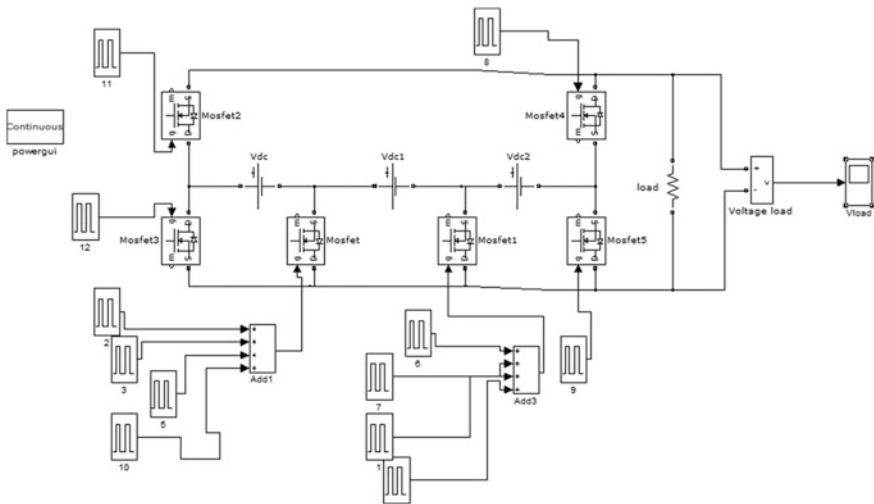 11
8
Continuous
powergui
Mosfet2
Mosfet4
Vdc
Vdc1
Vdc2
load
Voltage load
Vload
12
Mosfet3
Mosfet
Mosfet1
Mosfet5
2
3
5
10
Add1
6
7
1
Add3
9